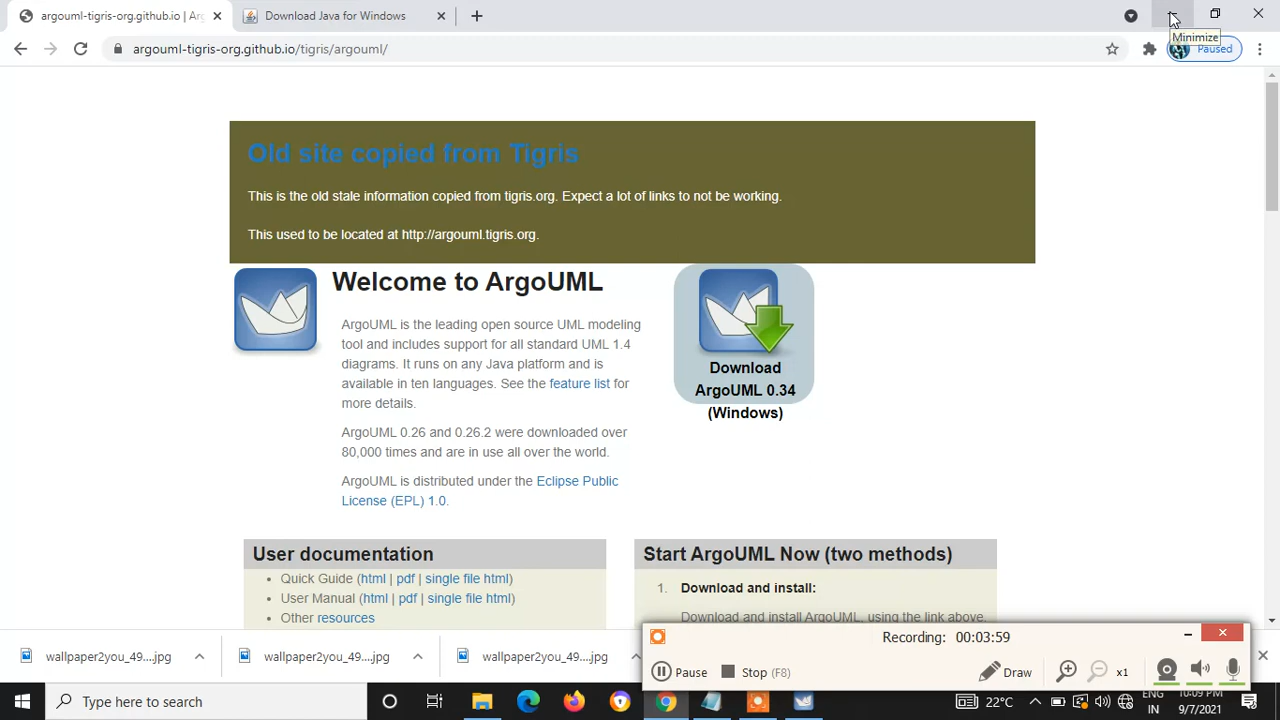 argouml-tigris-org.github.io | Arg
Download Java for Windows
Minimize
argouml-tigris-org.github.io/tigris/argouml/
Paused
Old site copied from Tigris
This is the old stale information copied from tigris.org. Expect a lot of links to not be working.
This used to be located at http://argouml.tigris.org.
Welcome to ArgoUML
ArgoUML is the leading open source UML modeling
tool and includes support for all standard UML 1.4
diagrams. It runs on any Java platform and is
available in ten languages. See the feature list for
more details.
ArgoUML 0.26 and 0.26.2 were downloaded over
80,000 times and are in use all over the world.
ArgoUML is distributed under the Eclipse Public
License (EPL) 1.0.
Download
ArgoUML 0.34
(Windows)
User documentation
• Quick Guide (html | pdf | single file html)
• User Manual (html | pdf | single file html)
• Other resources
Start ArgoUML Now (two methods)
1. Download and install:
Download and install ArgoUML, using the link above.
Recording: 00:03:59
Pause
Stop (F8)
Draw
x1
wallpaper2you_49....jpg
wallpaper2you_49....jpg
wallpaper2you_49....jpg
Type here to search
22°C
ENG
IN
10:09 PM
9/7/2021